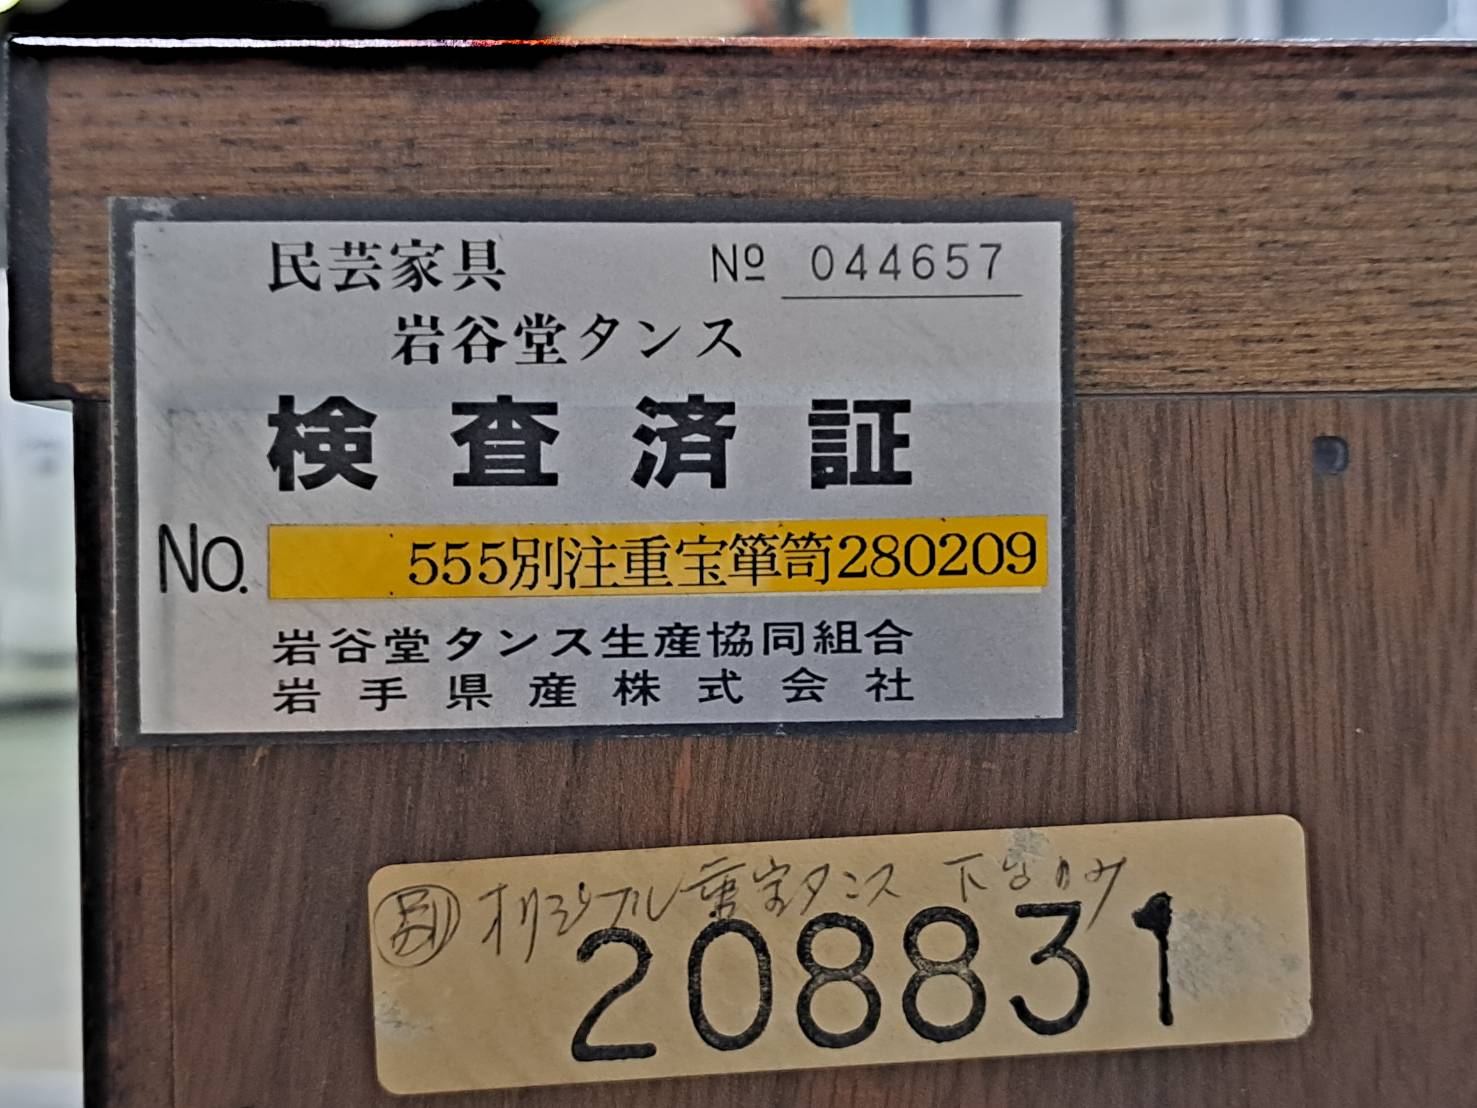 民芸家具 № 044657
岩谷堂タンス
検査済証
No. 555別注重宝箪笥280209
岩谷堂タンス生産協同組合
岩手県産株式会社
別 オリジナル重宝タンス
208831